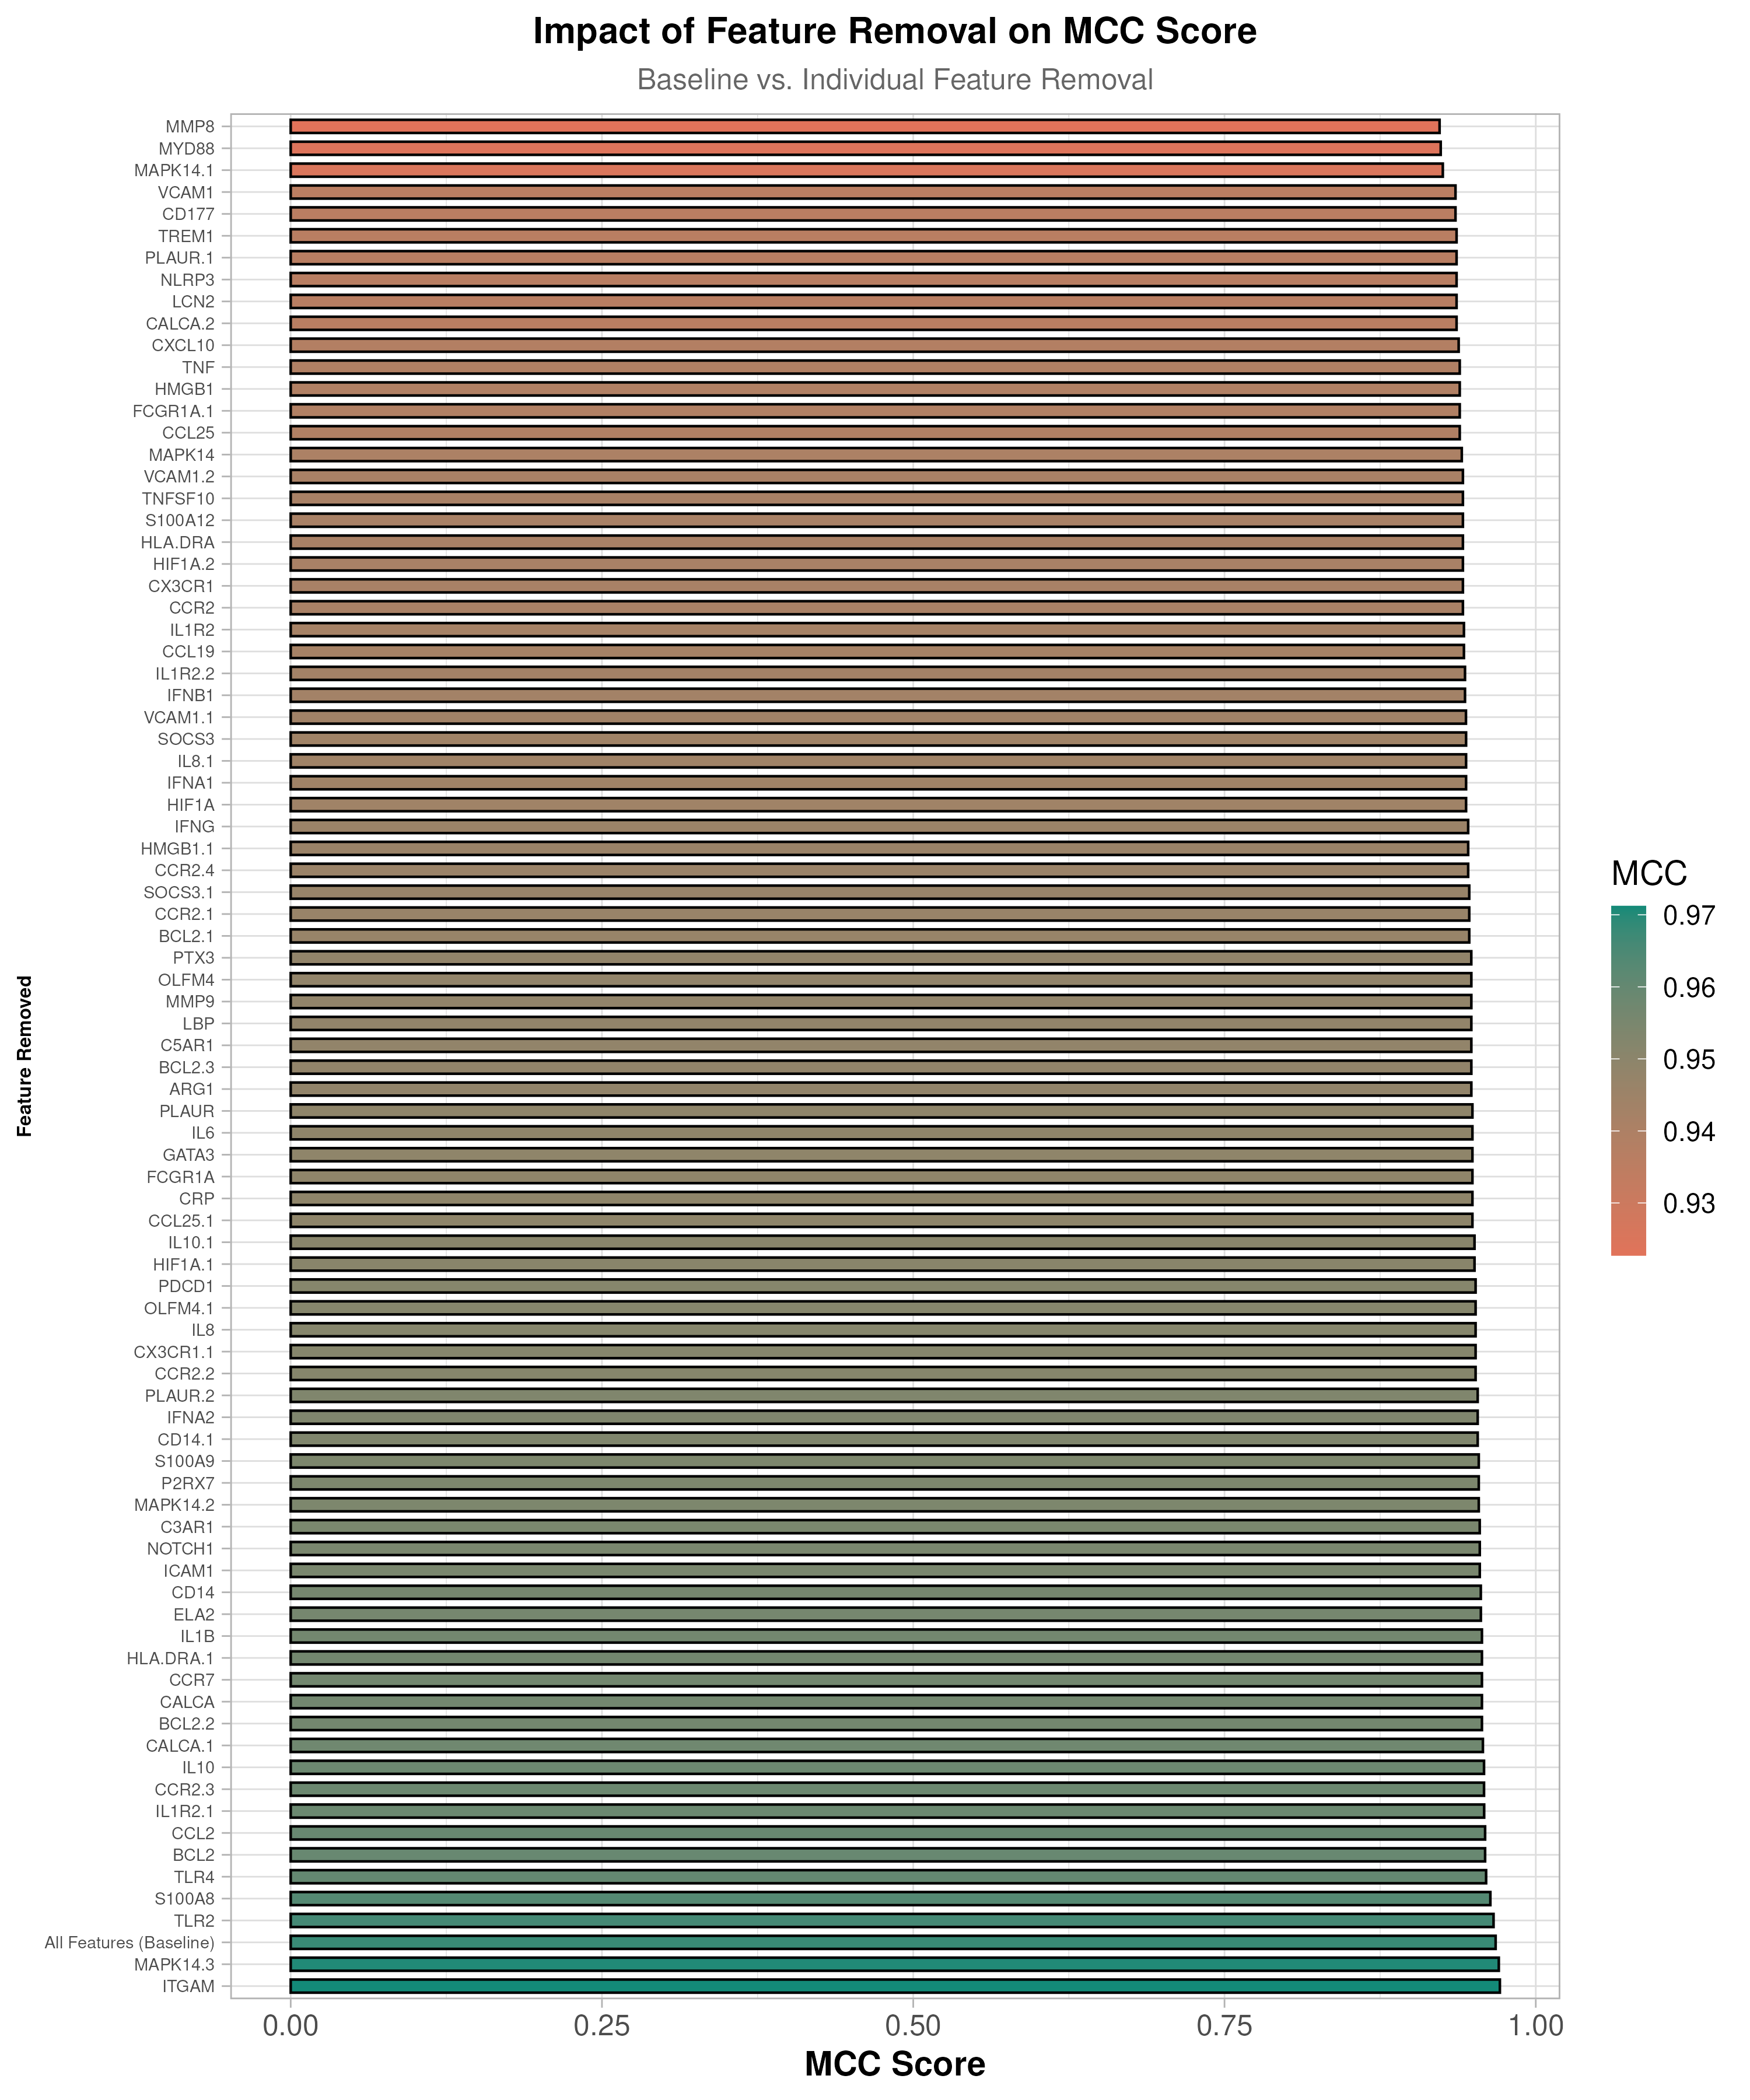 Impact of Feature Removal on MCC Score
Baseline vs. Individual Feature Removal
Feature Removed
MMP8
MYD88
MAPK14.1
VCAM1
CD177
TREM1
PLAUR.1
NLRP3
LCN2
CALCA.2
CXCL10
TNF
HMGB1
FCGR1A.1
CCL25
MAPK14
VCAM1.2
TNFSF10
S100A12
HLA.DRA
HIF1A.2
CX3CR1
CCR2
IL1R2
CCL19
IL1R2.2
IFNB1
VCAM1.1
SOCS3
IL8.1
IFNA1
HIF1A
IFNG
HMGB1.1
CCR2.4
SOCS3.1
CCR2.1
BCL2.1
PTX3
OLFM4
MMP9
LBP
C5AR1
BCL2.3
ARG1
PLAUR
IL6
GATA3
FCGR1A
CRP
CCL25.1
IL10.1
HIF1A.1
PDCD1
OLFM4.1
IL8
CX3CR1.1
CCR2.2
PLAUR.2
IFNA2
CD14.1
S100A9
P2RX7
MAPK14.2
C3AR1
NOTCH1
ICAM1
CD14
ELA2
IL1B
HLA.DRA.1
CCR7
CALCA
BCL2.2
CALCA.1
IL10
CCR2.3
IL1R2.1
CCL2
BCL2
TLR4
S100A8
TLR2
All Features (Baseline)
MAPK14.3
ITGAM
0.00 0.25 0.50 0.75 1.00
MCC Score
MCC
0.97
0.96
0.95
0.94
0.93